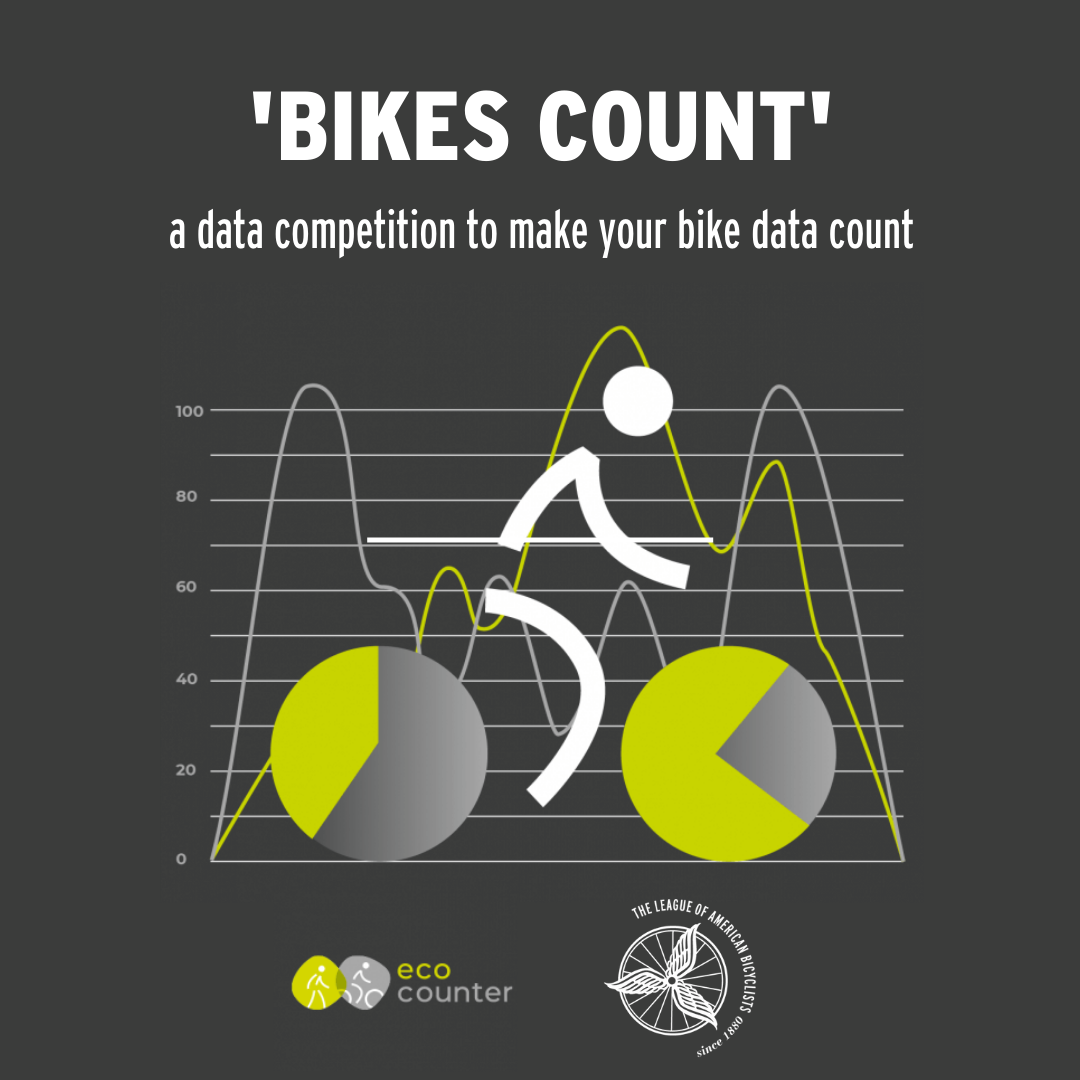 'BIKES COUNT'
a data competition to make your bike data count
100
80
60
40
20
0
eco
counter
THE LEAGUE OF AMERICAN BICYCLISTS
since 1880